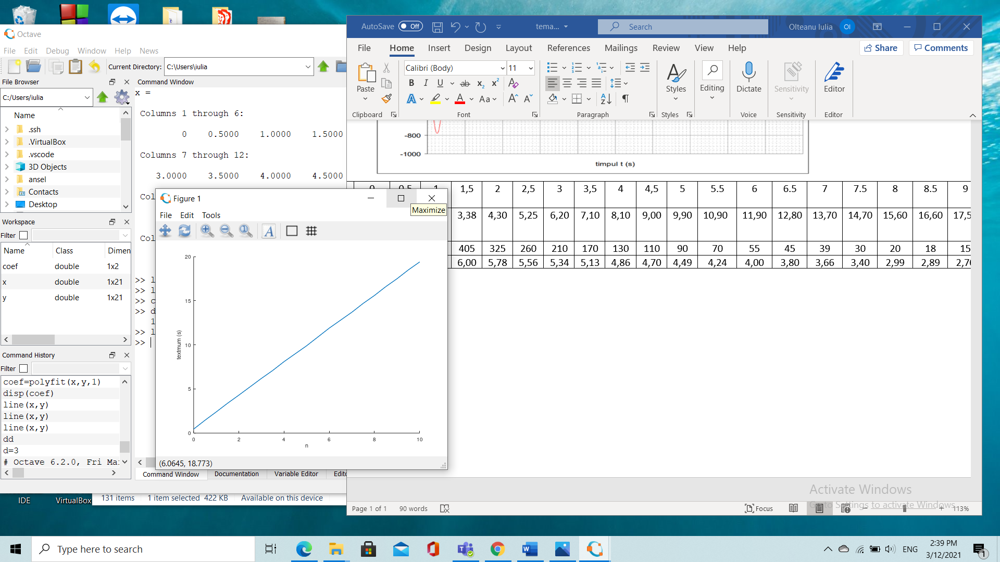 Octave
File Edit Debug Window Help News
Current Directory: C:\Users\iulia
File Browser
C:/Users/iulia
Name
.ssh
.VirtualBox
.vscode
3D Objects
ansel
Contacts
Desktop
Workspace
Filter
Name Class Dimen
coef double 1x2
x double 1x21
y double 1x21
Command History
Filter
coef=polyfit(x,y,1)
disp(coef)
line(x,y)
line(x,y)
line(x,y)
dd
d=3
# Octave 6.2.0, Fri Ma
Command Window
x =
Columns 1 through 6:
0 0.5000 1.0000 1.5000
Columns 7 through 12:
3.0000 3.5000 4.0000 4.5000
Col
Col
>> l
>> l
>> c
>> d
1
>> l
>>
Command Window Documentation Variable Editor Edito
Figure 1
Maximize
File Edit Tools
A
20
15
10
5
0
textmum (s)
0 2 4 6 8 10
n
(6.0645, 18.773)
AutoSave Off tema... Search Olteanu Iulia OI
File Home Insert Design Layout References Mailings Review View Help Share Comments
Calibri (Body) 11
Paste Styles Editing Dictate Sensitivity Editor
Clipboard Font Paragraph Styles Voice Sensitivity Editor
-800
-1000
timpul t (s)
0 0,5 1 1,5 2 2,5 3 3,5 4 4,5 5 5.5 6 6.5 7 7.5 8 8.5 9
3,38 4,30 5,25 6,20 7,10 8,10 9,00 9,90 10,90 11,90 12,80 13,70 14,70 15,60 16,60 17,5
405 325 260 210 170 130 110 90 70 55 45 39 30 20 18 15
6,00 5,78 5,56 5,34 5,13 4,86 4,70 4,49 4,24 4,00 3,80 3,66 3,40 2,99 2,89 2,70
Activate Windows
Go to Settings to activate Windows.
Page 1 of 1 90 words Focus 113%
IDE VirtualBox
131 items 1 item selected 422 KB Available on this device
Type here to search
ENG
2:39 PM
3/12/2021
1